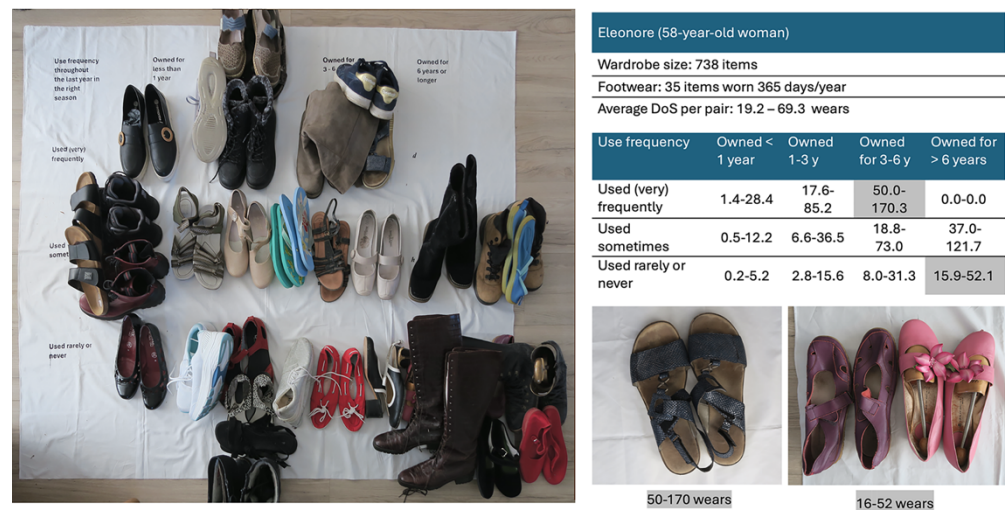 Use frequency
throughout
the last year in
the right
season
Owned for
less than
1 year
Owned for
3 - 6
Owned for
6 years or
longer
Used (very)
frequently
Used
Used rarely or
never
Eleonore (58-year-old woman)
Wardrobe size: 738 items
Footwear: 35 items worn 365 days/year
Average DoS per pair: 19.2 – 69.3 wears
Use frequency Owned < 1 year Owned 1-3 y Owned for 3-6 y Owned for > 6 years
Used (very) frequently 1.4-28.4 17.6-85.2 50.0-170.3 0.0-0.0
Used sometimes 0.5-12.2 6.6-36.5 18.8-73.0 37.0-121.7
Used rarely or never 0.2-5.2 2.8-15.6 8.0-31.3 15.9-52.1
50-170 wears
16-52 wears